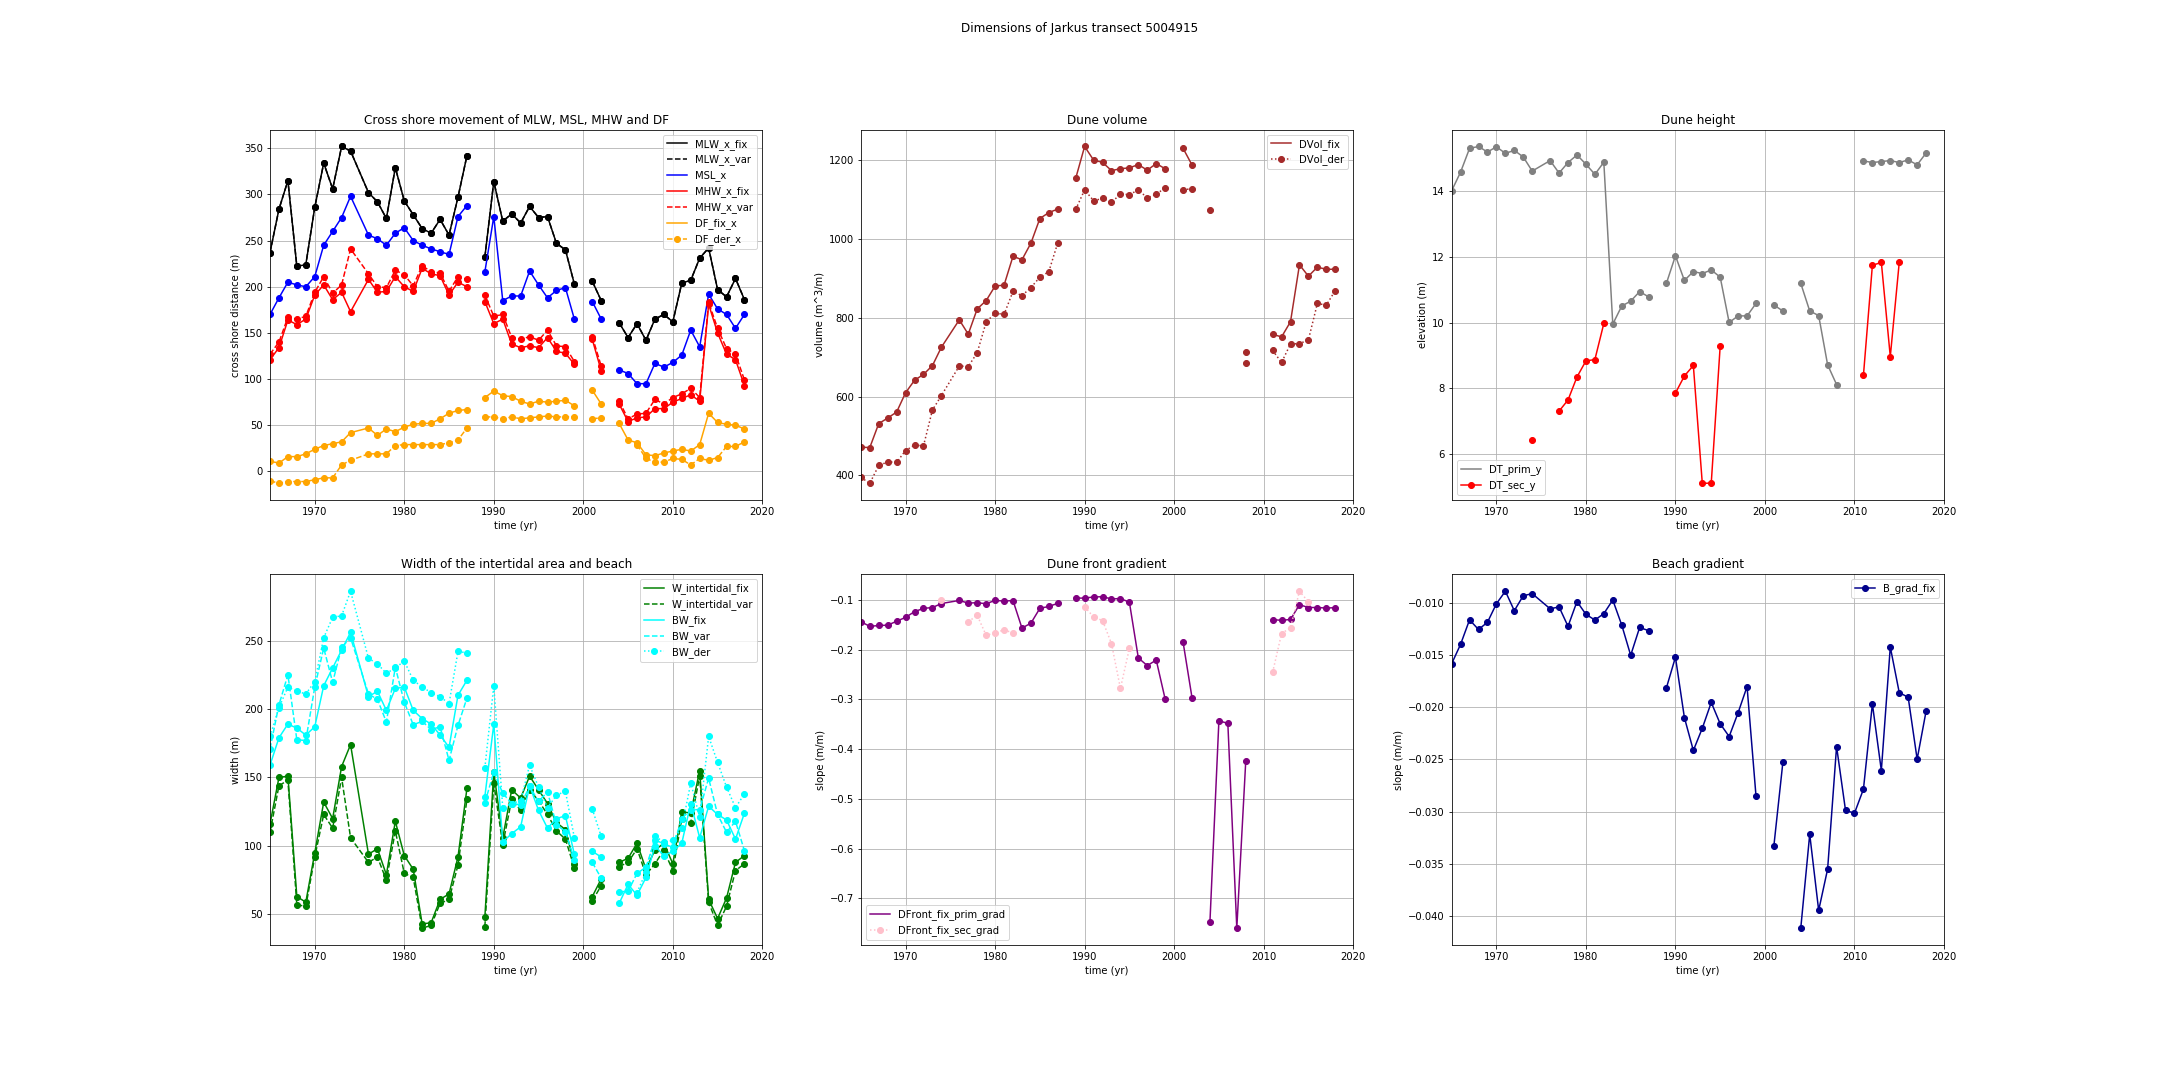 Dimensions of Jarkus transect 5004915
Cross shore movement of MLW, MSL, MHW and DF
cross shore distance (m)
350
300
250
200
150
100
50
0
MLW_x_fix
MLW_x_var
MSL_x
MHW_x_fix
MHW_x_var
DF_fix_x
DF_der_x
1970 1980 1990 2000 2010 2020
time (yr)
Dune volume
volume (m^3/m)
1200
1000
800
600
400
DVol_fix
DVol_der
1970 1980 1990 2000 2010 2020
time (yr)
Dune height
elevation (m)
14
12
10
8
6
DT_prim_y
DT_sec_y
1970 1980 1990 2000 2010 2020
time (yr)
Width of the intertidal area and beach
width (m)
250
200
150
100
50
W_intertidal_fix
W_intertidal_var
BW_fix
BW_var
BW_der
1970 1980 1990 2000 2010 2020
time (yr)
Dune front gradient
slope (m/m)
−0.1
−0.2
−0.3
−0.4
−0.5
−0.6
−0.7
DFront_fix_prim_grad
DFront_fix_sec_grad
1970 1980 1990 2000 2010 2020
time (yr)
Beach gradient
slope (m/m)
−0.010
−0.015
−0.020
−0.025
−0.030
−0.035
−0.040
B_grad_fix
1970 1980 1990 2000 2010 2020
time (yr)